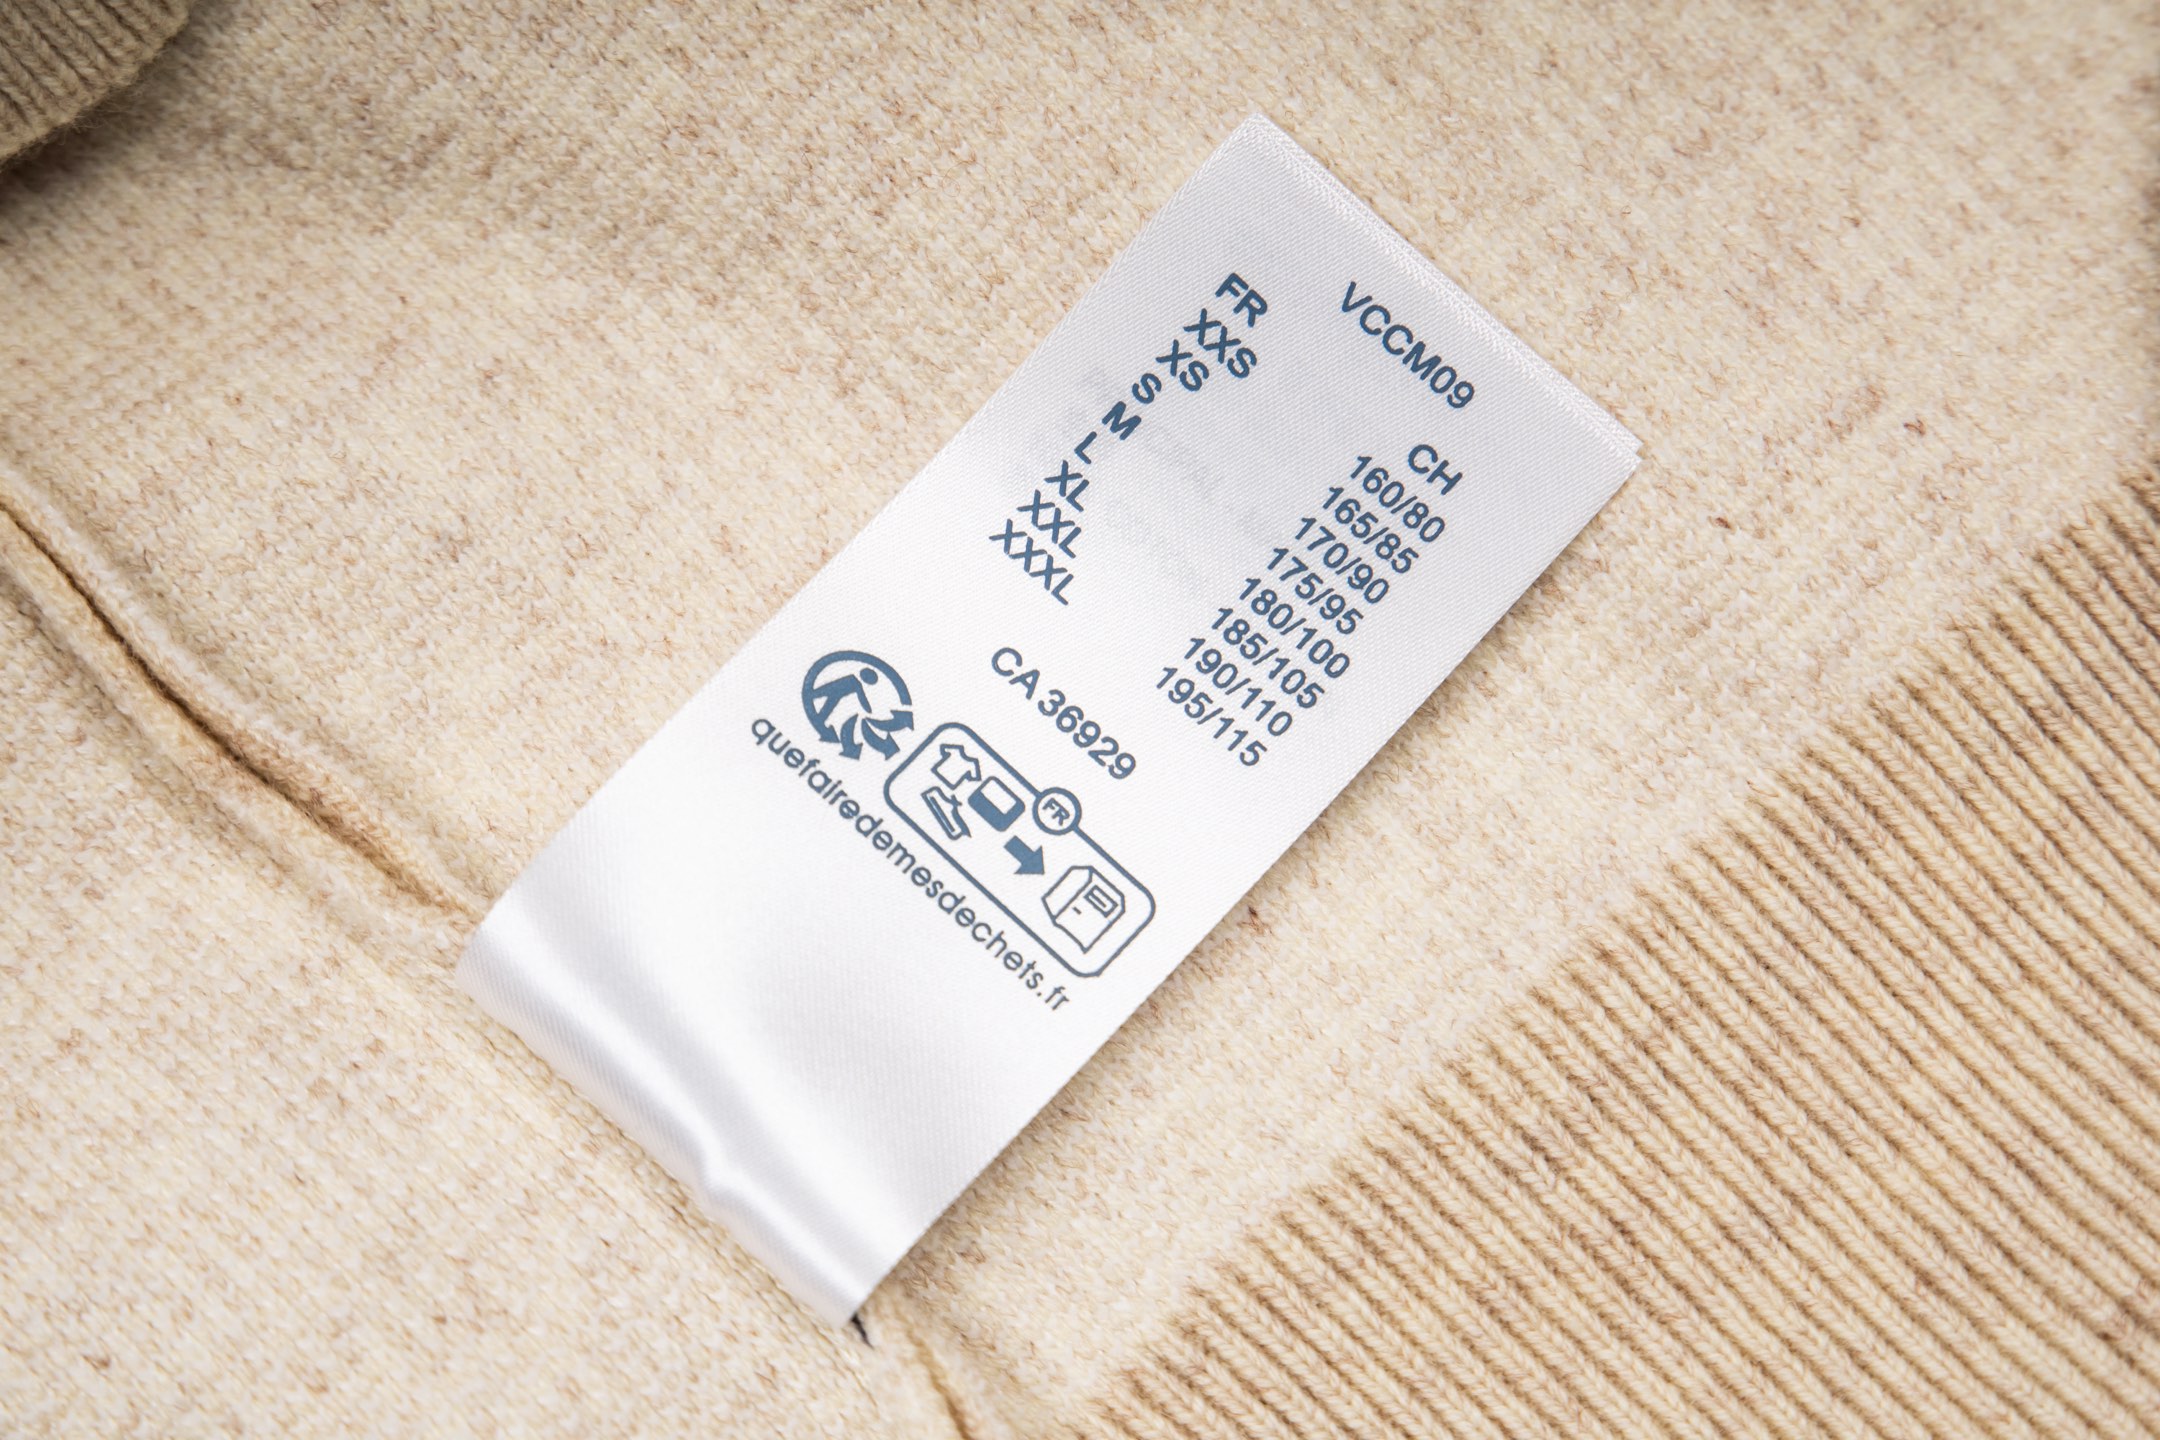 VCCM09
FR CH
XXS 160/80
XS 165/85
S 170/90
M 175/95
L 180/100
XL 185/105
XXL 190/110
XXXL 195/115
CA 36929
FR
quefairedemesdechets.fr